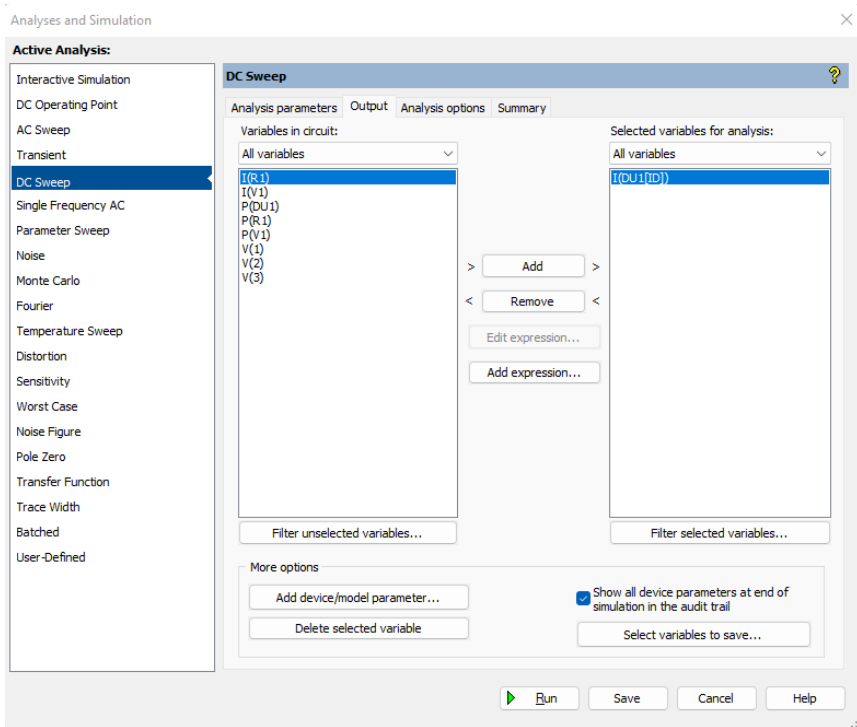 Analyses and Simulation
Active Analysis:
Interactive Simulation
DC Operating Point
AC Sweep
Transient
DC Sweep
Single Frequency AC
Parameter Sweep
Noise
Monte Carlo
Fourier
Temperature Sweep
Distortion
Sensitivity
Worst Case
Noise Figure
Pole Zero
Transfer Function
Trace Width
Batched
User-Defined
DC Sweep
?
Analysis parameters Output Analysis options Summary
Variables in circuit:
All variables
I(R1)
I(V1)
P(DU1)
P(R1)
P(V1)
V(1)
V(2)
V(3)
Filter unselected variables...
> Add >
< Remove <
Edit expression...
Add expression...
Selected variables for analysis:
All variables
I(DU1[ID])
Filter selected variables...
More options
Add device/model parameter...
Delete selected variable
Show all device parameters at end of
simulation in the audit trail
Select variables to save...
Run Save Cancel Help